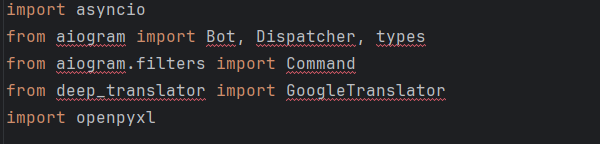 import asyncio
from aiogram import Bot, Dispatcher, types
from aiogram.filters import Command
from deep_translator import GoogleTranslator
import openpyxl